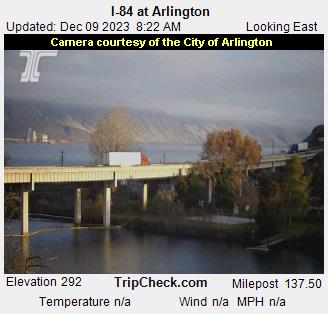 I-84 at Arlington
Updated: Dec 09 2023 8:22 AM Looking East
Camera courtesy of the City of Arlington
Elevation 292 TripCheck.com Milepost 137.50
Temperature n/a Wind n/a MPH n/a